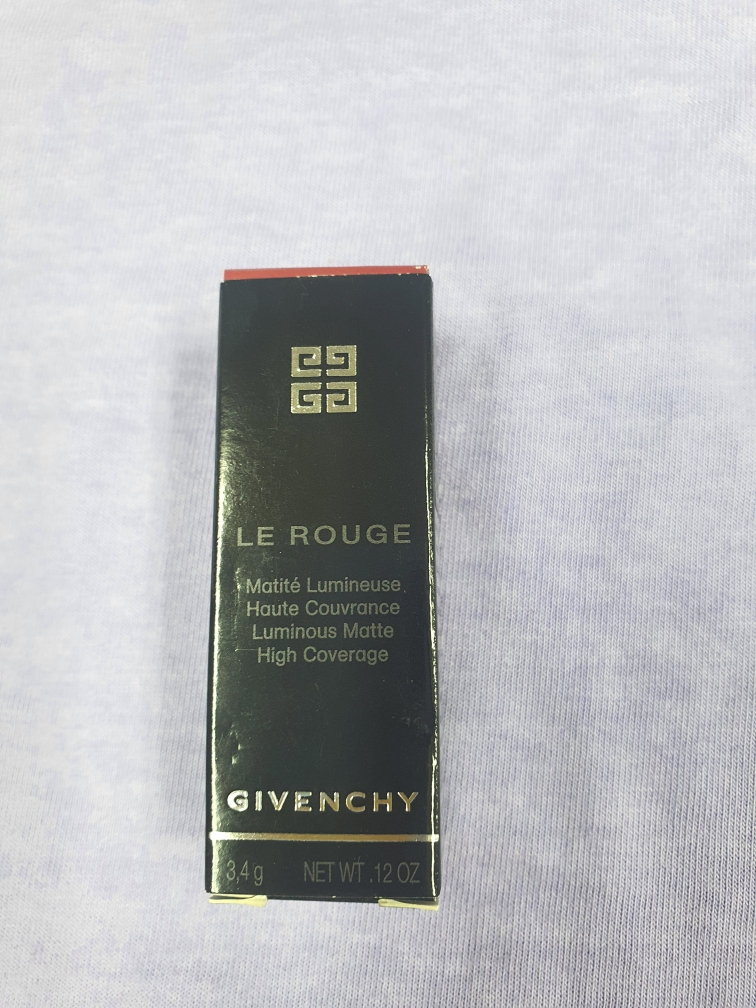 LE ROUGE
Matité Lumineuse
Haute Couvrance
Luminous Matte
High Coverage
GIVENCHY
3,4 g NET WT .12 OZ